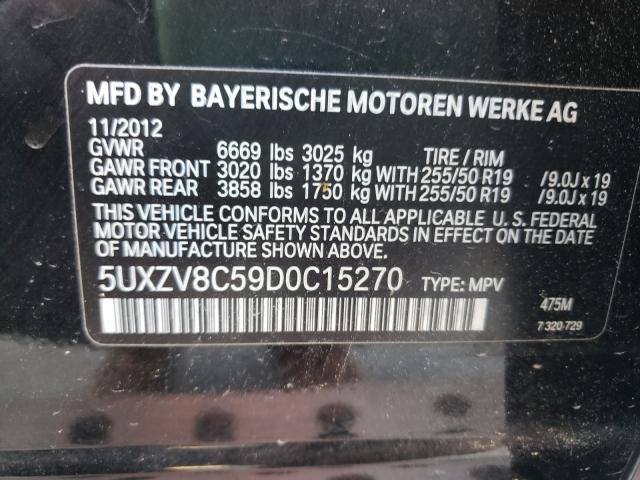 MFD BY BAYERISCHE MOTOREN WERKE AG
11/2012
GVWR 6669 lbs 3025 kg TIRE / RIM
GAWR FRONT 3020 lbs 1370 kg WITH 255/50 R19 /9.0J x 19
GAWR REAR 3858 lbs 1750 kg WITH 255/50 R19 /9.0J x 19
THIS VEHICLE CONFORMS TO ALL APPLICABLE U. S. FEDERAL
MOTOR VEHICLE SAFETY STANDARDS IN EFFECT ON THE DATE
OF MANUFACTURE SHOWN ABOVE.
5UXZV8C59D0C15270 TYPE: MPV 475M
7 320 729